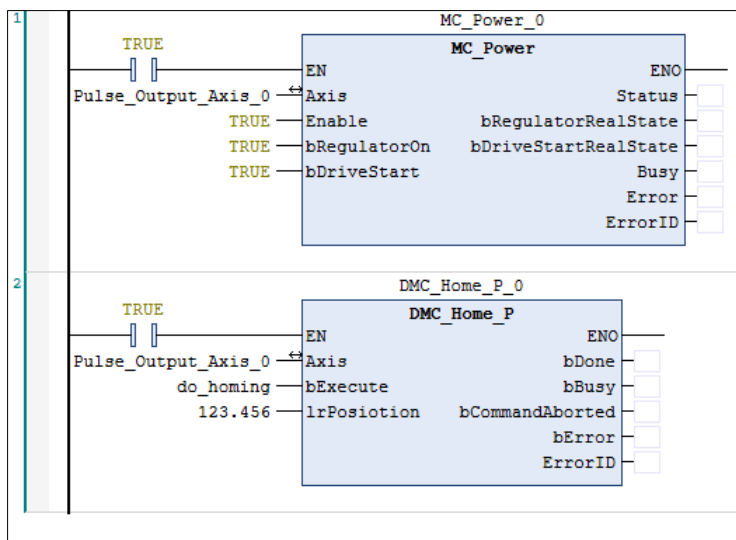 1
MC_Power_0
TRUE
MC_Power
EN
ENO
Pulse_Output_Axis_0
Axis
Status
TRUE
Enable
bRegulatorRealState
TRUE
bRegulatorOn
bDriveStartRealState
TRUE
bDriveStart
Busy
Error
ErrorID
2
DMC_Home_P_0
TRUE
DMC_Home_P
EN
ENO
Pulse_Output_Axis_0
Axis
bDone
do_homing
bExecute
bBusy
123.456
lrPosiotion
bCommandAborted
bError
ErrorID